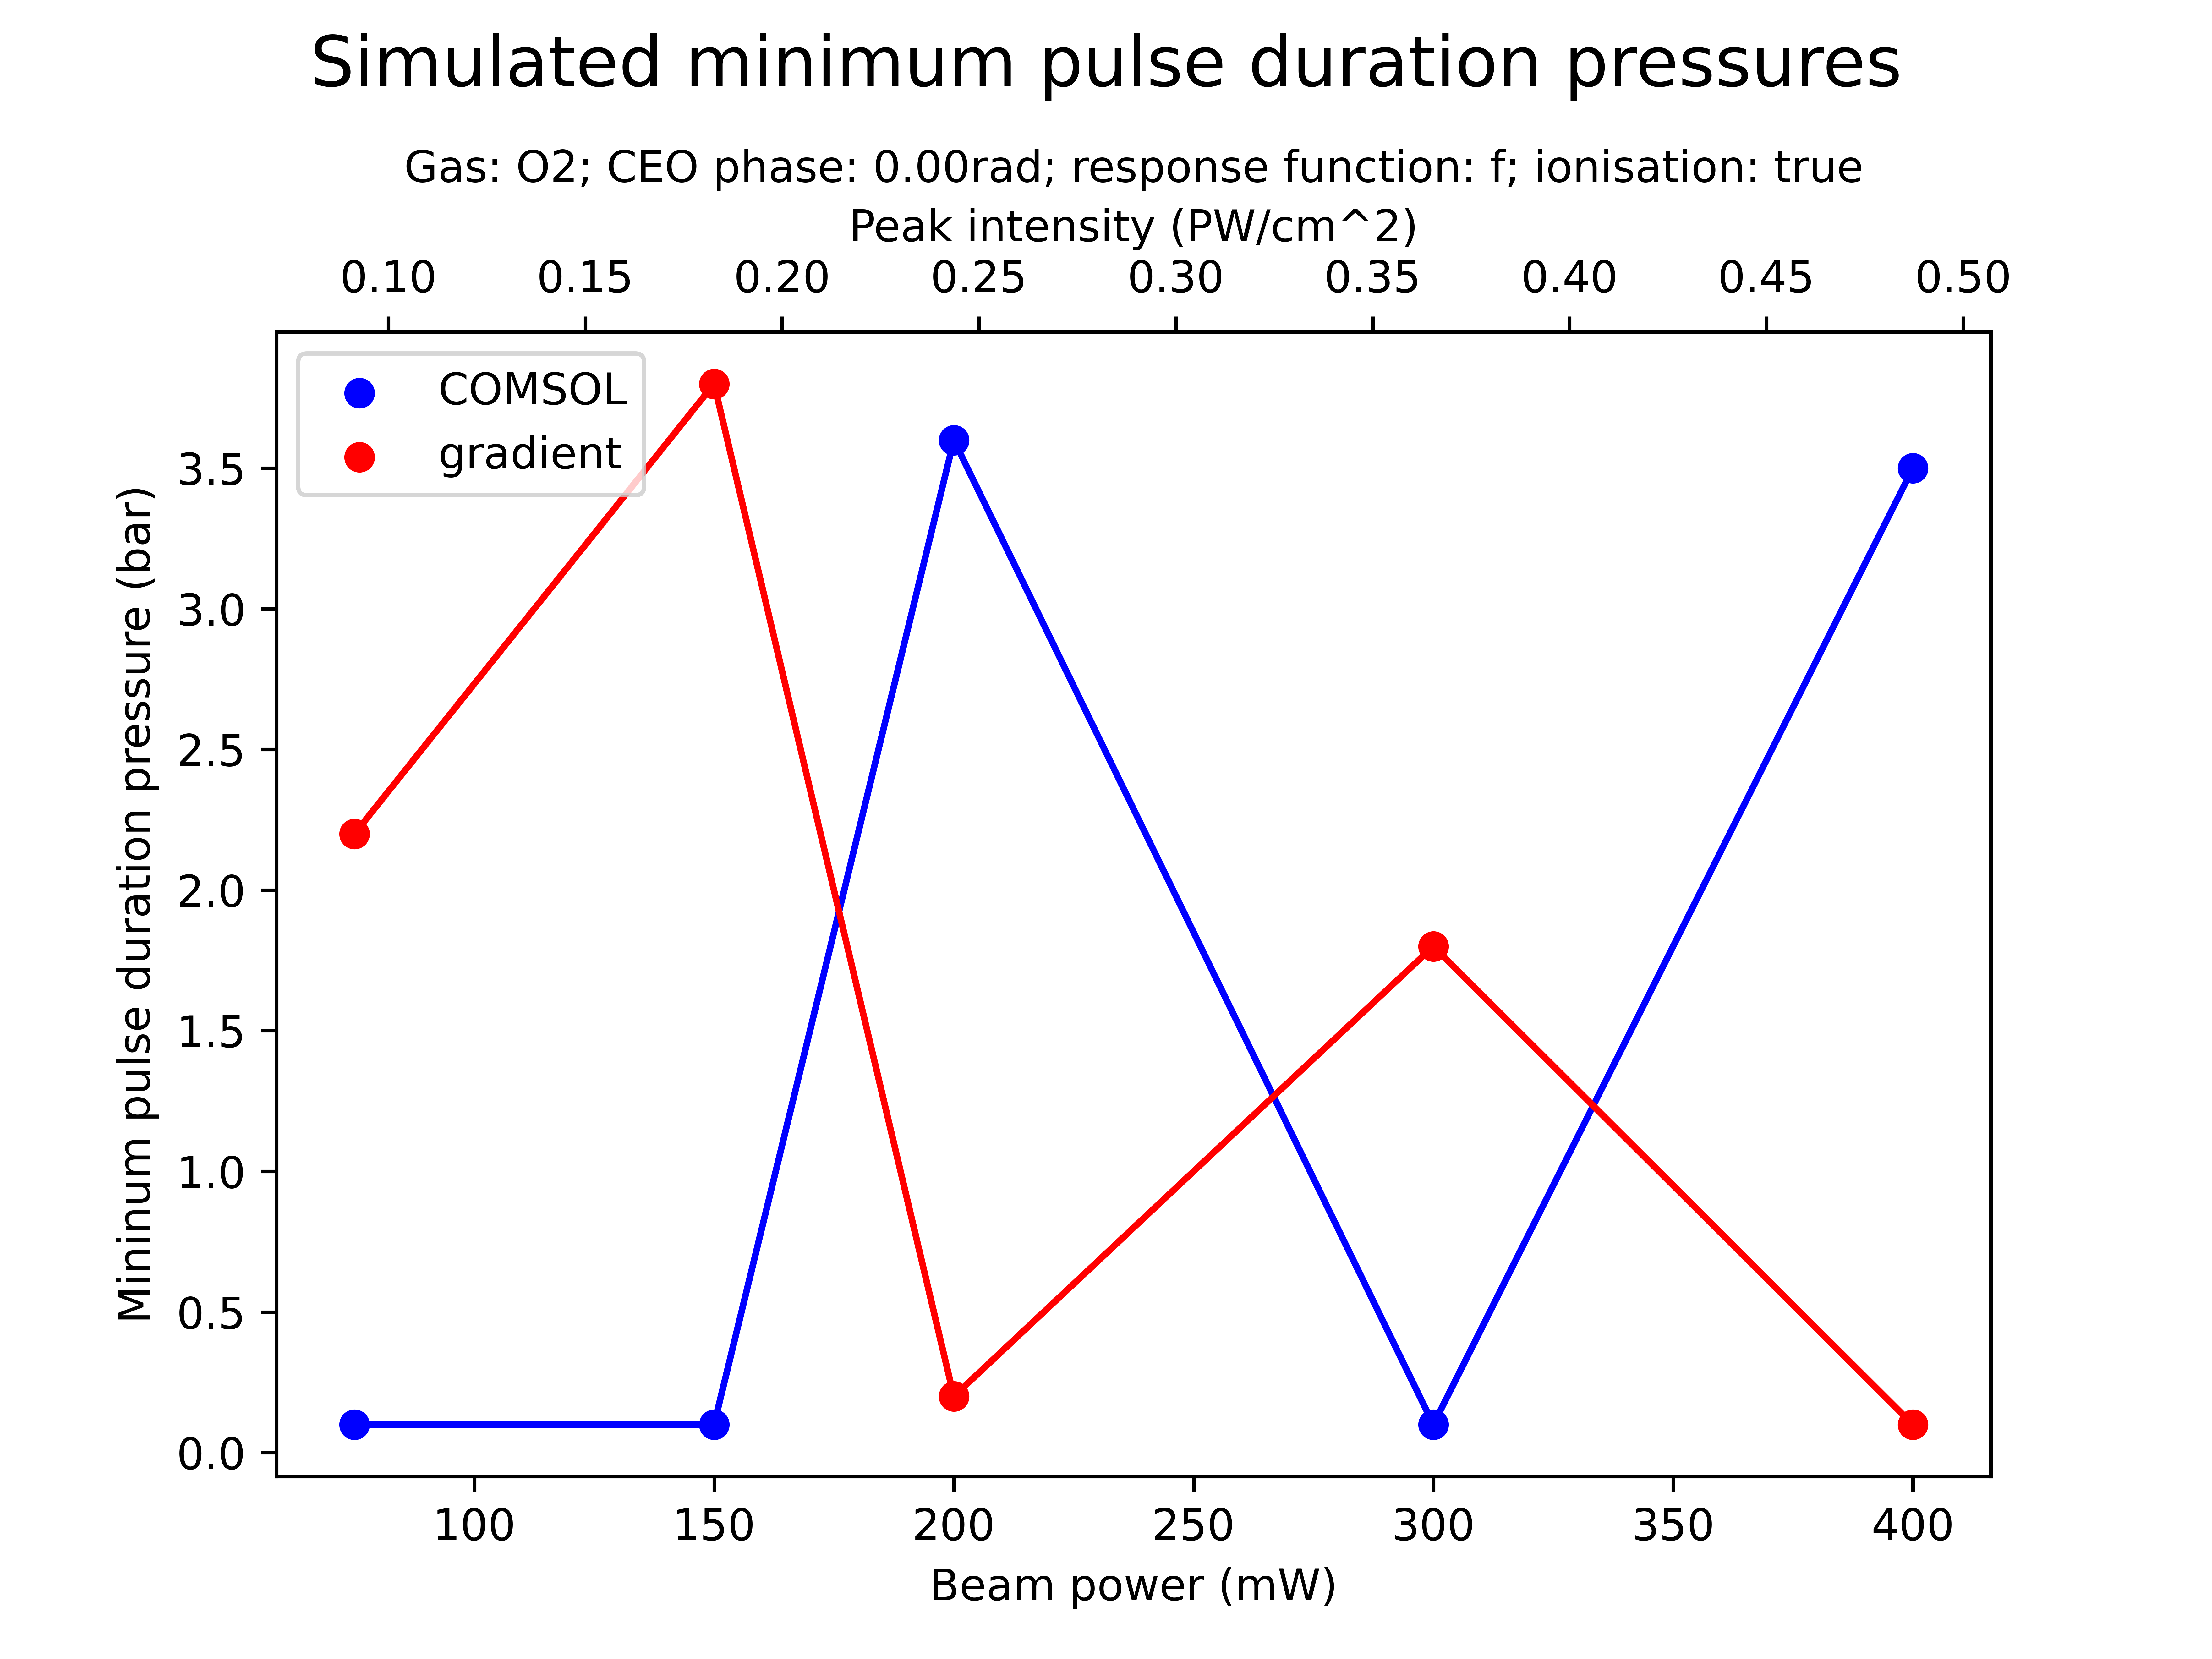 Simulated minimum pulse duration pressures
Gas: O2; CEO phase: 0.00rad; response function: f; ionisation: true
Peak intensity (PW/cm^2)
0.10 0.15 0.20 0.25 0.30 0.35 0.40 0.45 0.50
COMSOL
gradient
3.5
3.0
2.5
2.0
1.5
1.0
0.5
0.0
Mininum pulse duration pressure (bar)
100 150 200 250 300 350 400
Beam power (mW)